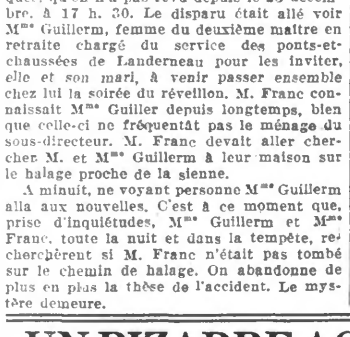 bre, à 17 h. 30. Le disparu était allé voir
Mme Guillerm, femme du deuxième maître en
retraite chargé du service des ponts-et-
chaussées de Landerneau pour les inviter,
elle et son mari, à venir passer ensemble
chez lui la soirée du réveillon. M. Franc con-
naissait Mme Guiller depuis longtemps, bien
que celle-ci ne fréquentât pas le ménage du
sous-directeur. M. Franc devait aller cher-
cher M. et Mme Guillerm à leur maison sur
le halage proche de la sienne.
A minuit, ne voyant personne Mme Guillerm
alla aux nouvelles. C'est à ce moment que,
prise d'inquiétudes, Mme Guillerm et Mme
Franc, toute la nuit et dans la tempête, re
cherchèrent si M. Franc n'était pas tombé
sur le chemin de halage. On abandonne de
plus en plus la thèse de l'accident. Le mys-
tère demeure.
UN BIZARRE